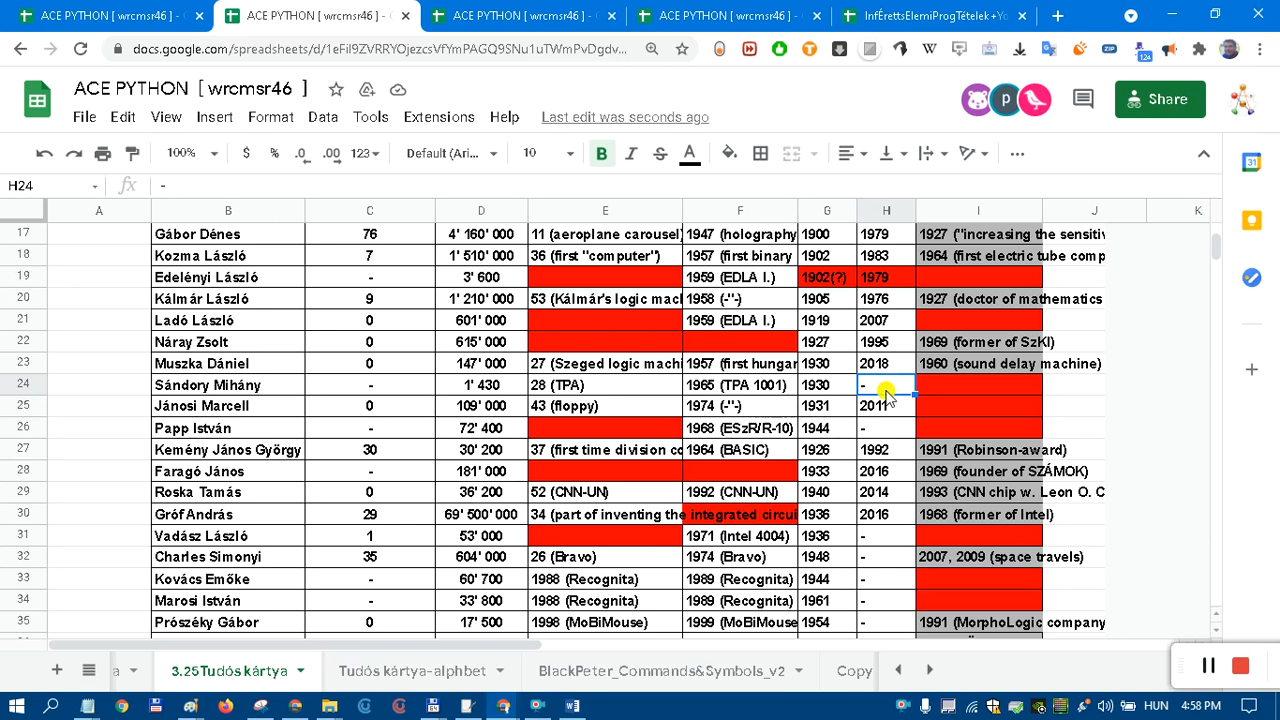 ACE PYTHON [ wrcmsr46 ] - G
ACE PYTHON [ wrcmsr46 ] - G
ACE PYTHON [ wrcmsr46 ] - G
ACE PYTHON [ wrcmsr46 ] - G
InfÉrettsElemiProgTételek - Yo
docs.google.com/spreadsheets/d/1eFiI9ZVRRYOjezcsVfYmPAGQ9SNu1uTWmPvDgdv...
ZIP
124
ACE PYTHON [ wrcmsr46 ]
p
Share
File Edit View Insert Format Data Tools Extensions Help Last edit was seconds ago
100% $ % .0 .00 123 Default (Ari... 10 B I S A
31
H24 fx -
A B C D E F G H I J K
17 Gábor Dénes 76 4' 160' 000 11 (aeroplane carousel) 1947 (holography 1900 1979 1927 ("increasing the sensitiv
18 Kozma László 7 1' 510' 000 36 (first "computer") 1957 (first binary 1902 1983 1964 (first electric tube comp
19 Edelényi László - 3' 600 1959 (EDLA I.) 1902(?) 1979
20 Kálmár László 9 1' 210' 000 53 (Kálmár's logic mac 1958 (-"-) 1905 1976 1927 (doctor of mathematics
21 Ladó László 0 601' 000 1959 (EDLA I.) 1919 2007
22 Náray Zsolt 0 615' 000 1927 1995 1969 (former of SzKI)
23 Muszka Dániel 0 147' 000 27 (Szeged logic machi 1957 (first hungar 1930 2018 1960 (sound delay machine)
24 Sándory Mihány - 1' 430 28 (TPA) 1965 (TPA 1001) 1930 -
25 Jánosi Marcell 0 109' 000 43 (floppy) 1974 (-"-) 1931 2011
26 Papp István - 72' 400 1968 (ESzR/R-10) 1944 -
27 Kemény János György 30 30' 200 37 (first time division co 1964 (BASIC) 1926 1992 1991 (Robinson-award)
28 Faragó János - 181' 000 1933 2016 1969 (founder of SZÁMOK)
29 Roska Tamás 0 36' 200 52 (CNN-UN) 1992 (CNN-UN) 1940 2014 1993 (CNN chip w. Leon O. C
30 Gróf András 29 69' 500' 000 34 (part of inventing the integrated circui 1936 2016 1968 (former of Intel)
31 Vadász László 1 53' 000 1971 (Intel 4004) 1936 -
32 Charles Simonyi 35 604' 000 26 (Bravo) 1974 (Bravo) 1948 - 2007, 2009 (space travels)
33 Kovács Emőke - 60' 700 1988 (Recognita) 1989 (Recognita) 1944 -
34 Marosi István - 33' 800 1988 (Recognita) 1989 (Recognita) 1961 -
35 Prószéky Gábor 0 17' 500 1998 (MoBiMouse) 1999 (MoBiMouse 1954 - 1991 (MorphoLogic company
a 3.25Tudós kártya Tudós kártya-alphbet BlackPeter_Commands&Symbols_v2 Copy
HUN 4:58 PM